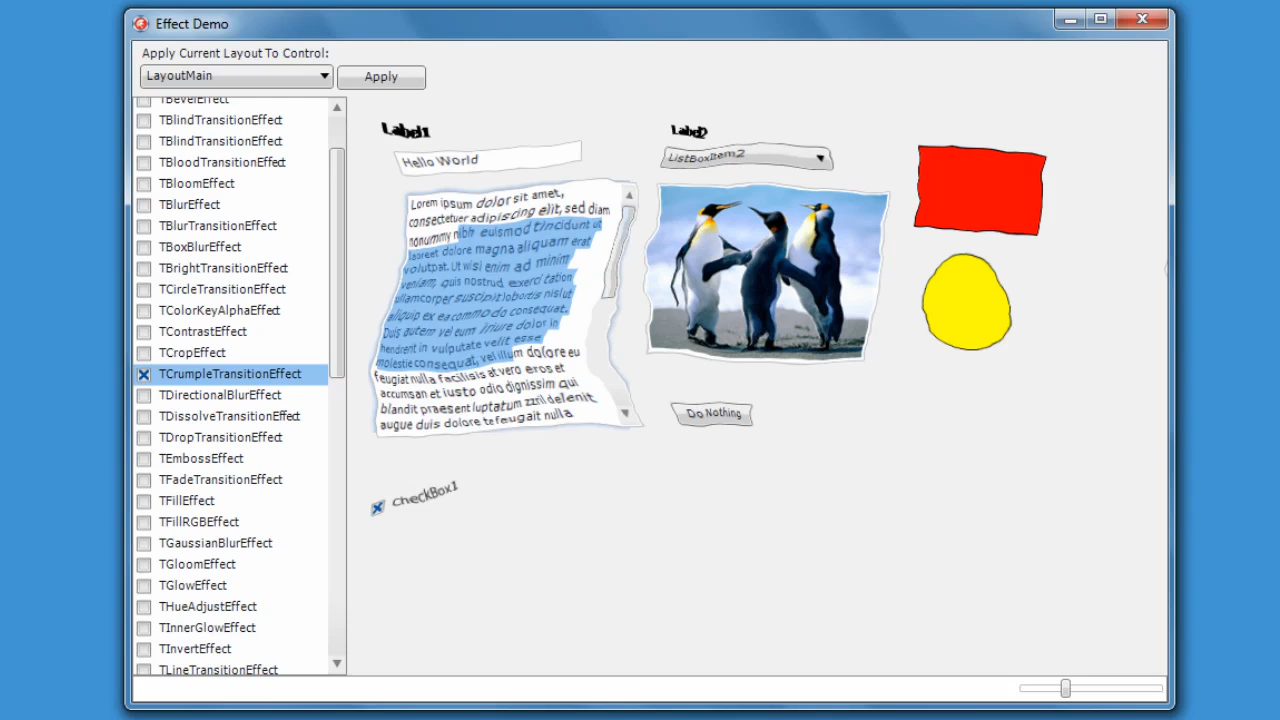 Effect Demo
Apply Current Layout To Control:
LayoutMain
Apply
TBevelEffect
TBlindTransitionEffect
TBlindTransitionEffect
TBloodTransitionEffect
TBloomEffect
TBlurEffect
TBlurTransitionEffect
TBoxBlurEffect
TBrightTransitionEffect
TCircleTransitionEffect
TColorKeyAlphaEffect
TContrastEffect
TCropEffect
TCrumpleTransitionEffect
TDirectionalBlurEffect
TDissolveTransitionEffect
TDropTransitionEffect
TEmbossEffect
TFadeTransitionEffect
TFillEffect
TFillRGBEffect
TGaussianBlurEffect
TGloomEffect
TGlowEffect
THueAdjustEffect
TInnerGlowEffect
TInvertEffect
TLineTransitionEffect
Label1
Hello World
Lorem ipsum dolor sit amet,
consectetuer adipiscing elit, sed diam
nonummy nibh euismod tincidunt ut
laoreet dolore magna aliquam erat
volutpat. Ut wisi enim ad minim
veniam, quis nostrud exerci tation
ullamcorper suscipit lobortis nislut
aliquip ex ea commodo consequat.
Duis autem vel eum iriure dolor in
hendrerit in vulputate velit esse
molestie consequat, vel illum dolore eu
feugiat nulla facilisis at vero eros et
accumsan et iusto odio dignissim qui
blandit praesent luptatum zzril delenit
augue duis dolore te feugait nulla
CheckBox1
Label2
ListBoxItem2
Do Nothing